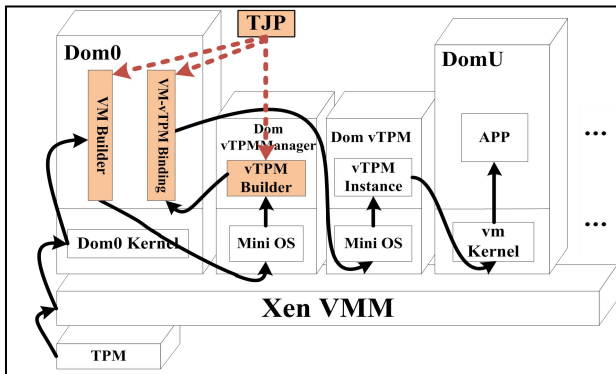 TJP
Dom0
DomU
VM Builder
VM-vTPM
Binding
Dom
vTPMManager
Dom vTPM
APP
...
vTPM
Builder
vTPM
Instance
Dom0 Kernel
Mini OS
Mini OS
vm
Kernel
...
Xen VMM
TPM